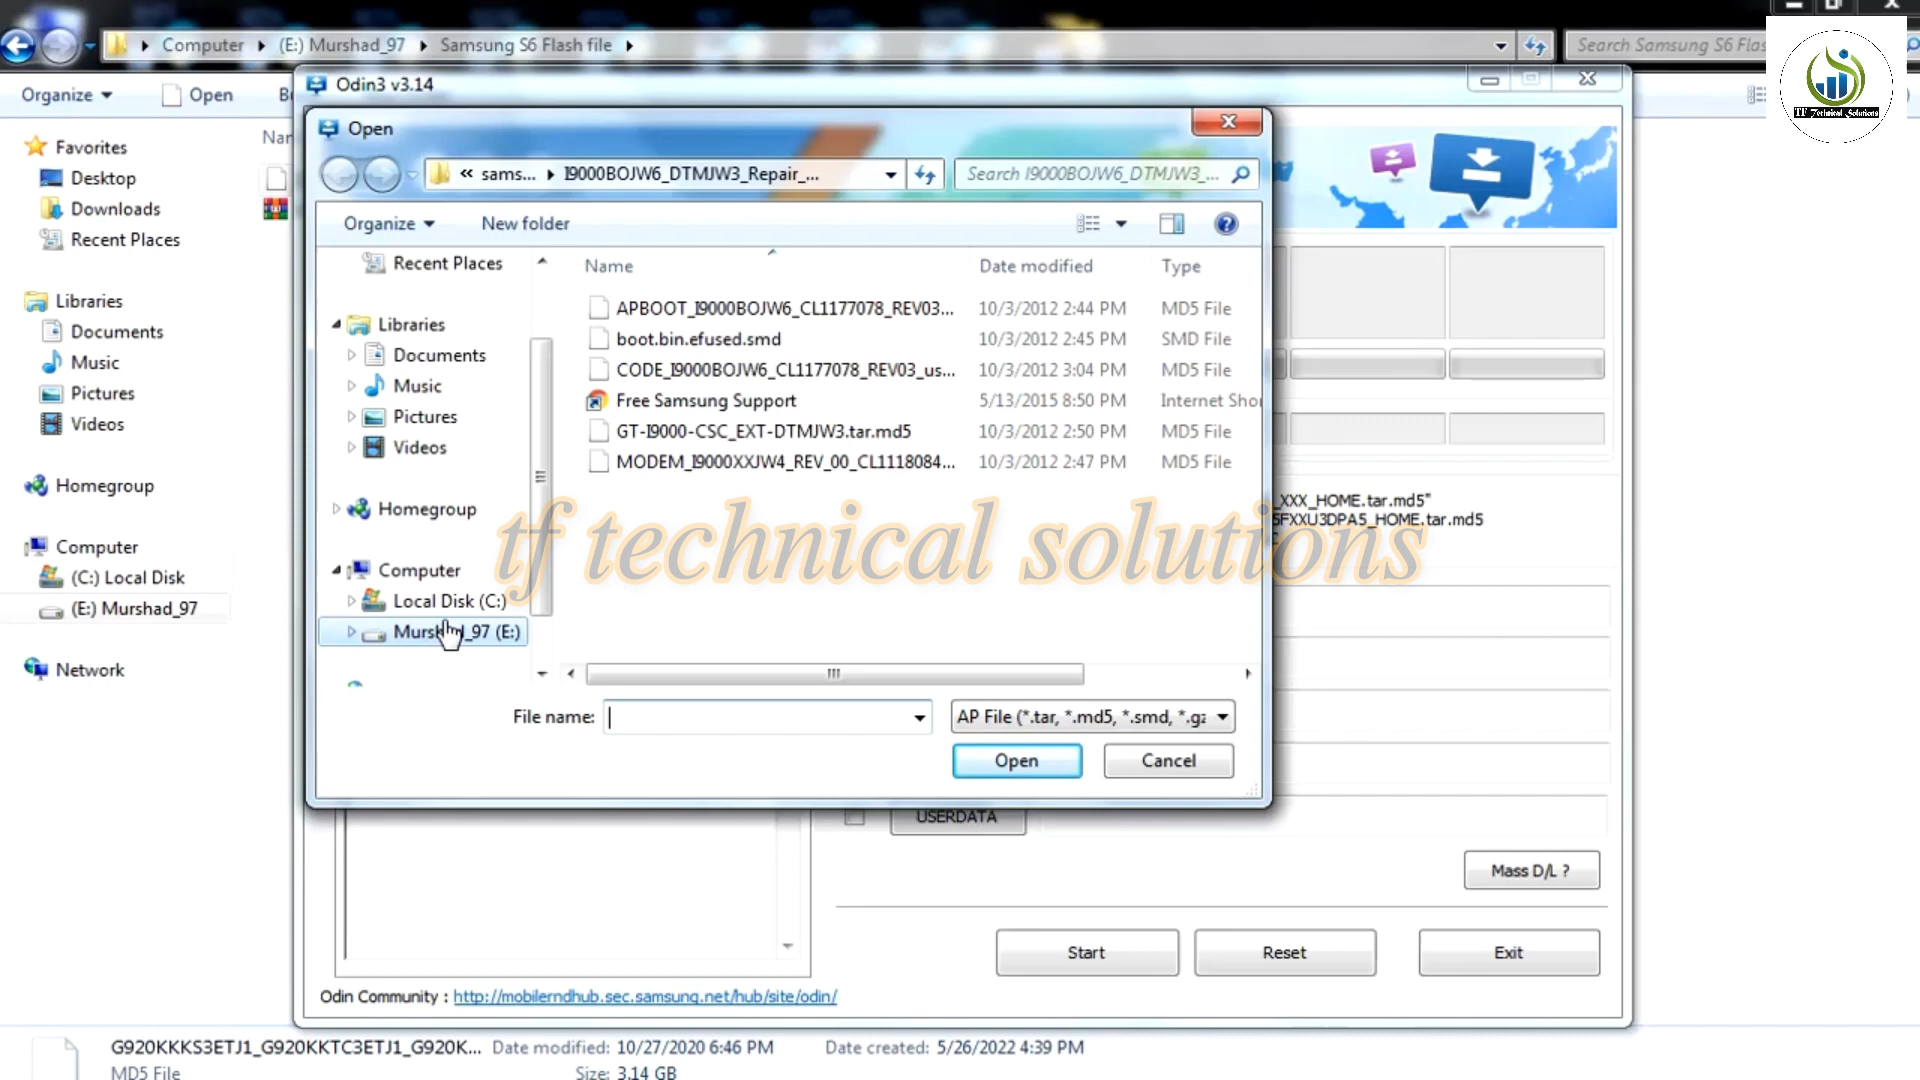 Computer (E:) Murshad_97 Samsung S6 Flash file
Search Samsung S6 Flas
TF Technical Solutions
Organize Open
Odin3 v3.14
Favorites
Desktop
Downloads
Recent Places
Libraries
Documents
Music
Pictures
Videos
Homegroup
Computer
(C:) Local Disk
(E:) Murshad_97
Network
Open
« sams... I9000BOJW6_DTMJW3_Repair_...
Search I9000BOJW6_DTMJW3_...
Organize New folder
Recent Places
Libraries
Documents
Music
Pictures
Videos
Homegroup
Computer
Local Disk (C:)
Murshad_97 (E:)
Name Date modified Type
APBOOT_I9000BOJW6_CL1177078_REV03... 10/3/2012 2:44 PM MD5 File
boot.bin.efused.smd 10/3/2012 2:45 PM SMD File
CODE_I9000BOJW6_CL1177078_REV03_us... 10/3/2012 3:04 PM MD5 File
Free Samsung Support 5/13/2015 8:50 PM Internet Sho
GT-I9000-CSC_EXT-DTMJW3.tar.md5 10/3/2012 2:50 PM MD5 File
MODEM_I9000XXJW4_REV_00_CL1118084... 10/3/2012 2:47 PM MD5 File
tf technical solutions
File name: AP File (*.tar, *.md5, *.smd, *.gz
Open Cancel
_XXX_HOME.tar.md5"
5FXXU3DPA5_HOME.tar.md5
USERDATA
Mass D/L ?
Start Reset Exit
Odin Community : http://mobilerndhub.sec.samsung.net/hub/site/odin/
G920KKKS3ETJ1_G920KKTC3ETJ1_G920K... Date modified: 10/27/2020 6:46 PM Date created: 5/26/2022 4:39 PM
MD5 File Size: 3.14 GB